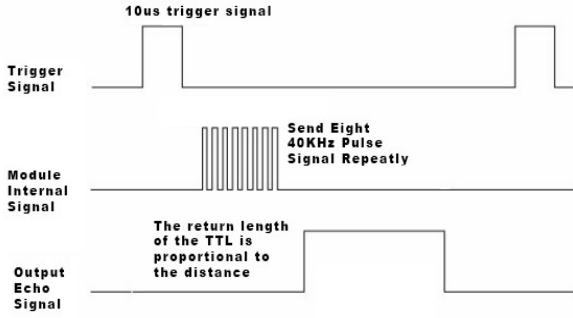 10us trigger signal
Trigger
Signal
Send Eight
40KHz Pulse
Signal Repeatly
Module
Internal
Signal
The return length
of the TTL is
proportional to
the distance
Output
Echo
Signal